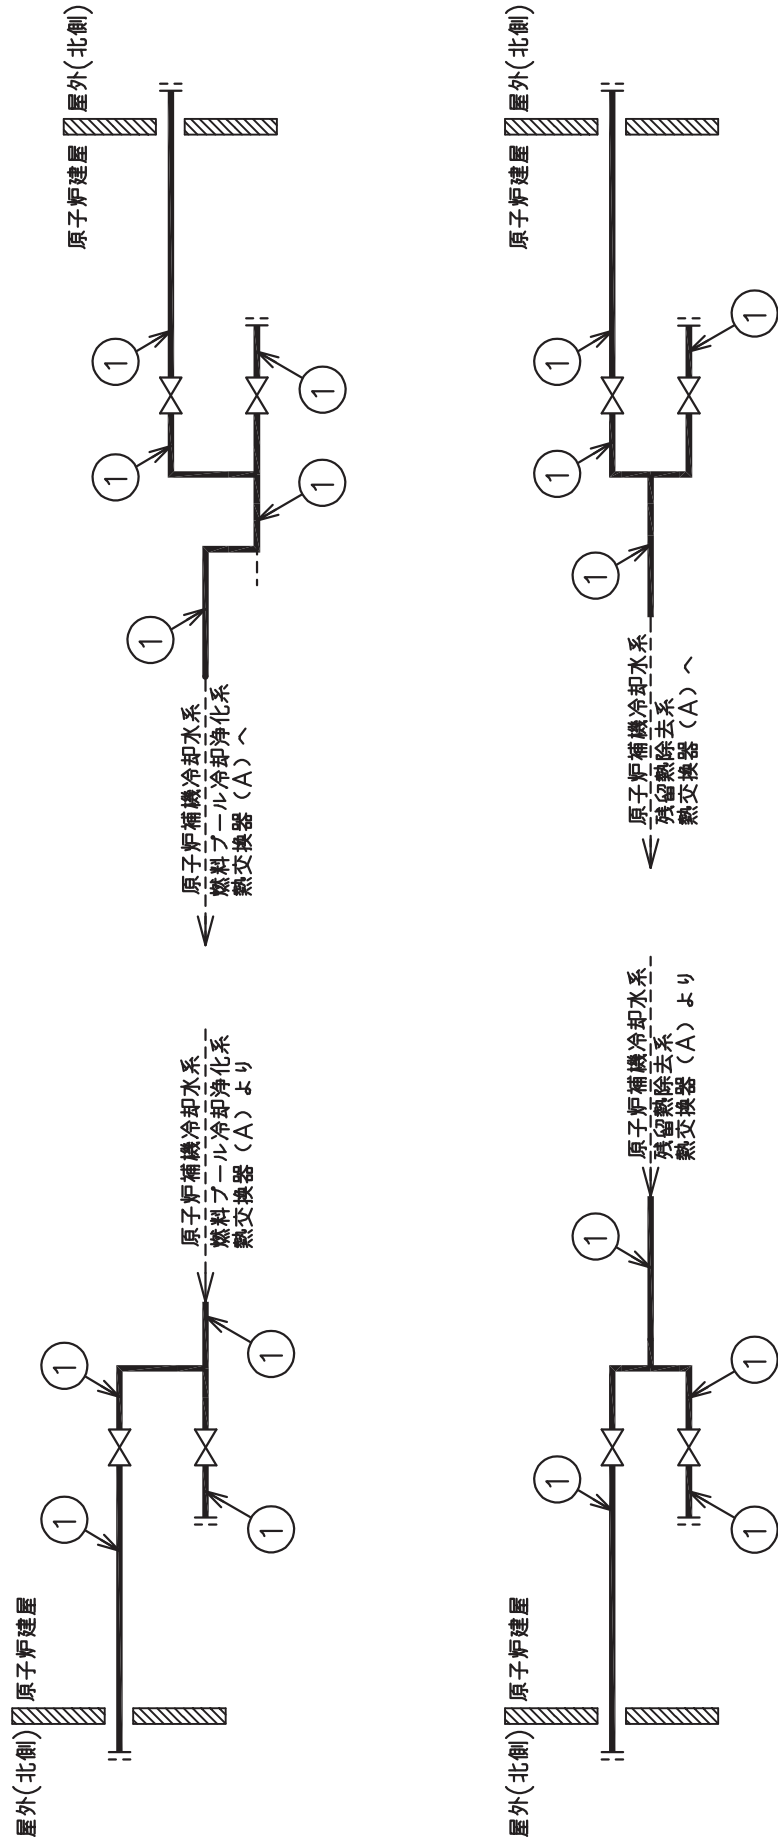 屋外(北側) 原子炉建屋
①
①
原子炉補機冷却水系
燃料プール冷却浄化系
熱交換器（A）より
①
①
原子炉建屋 屋外(北側)
①
①
①
原子炉補機冷却水系
燃料プール冷却浄化系
熱交換器（A）へ
①
①
屋外(北側) 原子炉建屋
①
①
原子炉補機冷却水系
残留熱除去系
熱交換器（A）より
①
①
原子炉建屋 屋外(北側)
①
①
①
原子炉補機冷却水系
残留熱除去系
熱交換器（A）へ
①